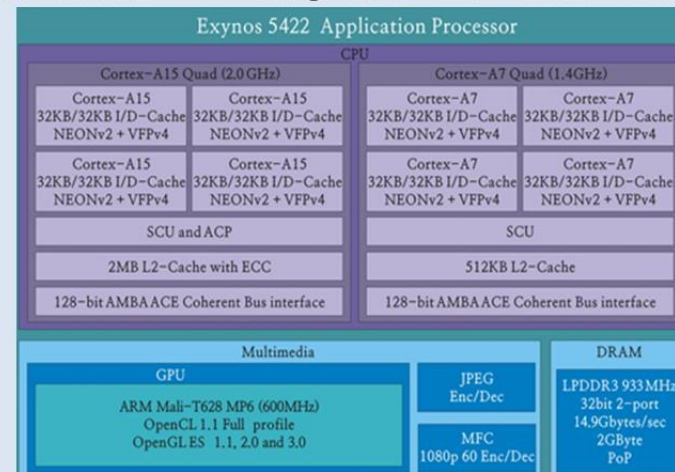 Exynos 5422 Application Processor
CPU
Cortex-A15 Quad (2.0 GHz)
Cortex-A15
32KB/32KB I/D-Cache
NEONv2 + VFPv4
Cortex-A15
32KB/32KB I/D-Cache
NEONv2 + VFPv4
Cortex-A15
32KB/32KB I/D-Cache
NEONv2 + VFPv4
Cortex-A15
32KB/32KB I/D-Cache
NEONv2 + VFPv4
SCU and ACP
2MB L2-Cache with ECC
128-bit AMBA ACE Coherent Bus interface
Cortex-A7 Quad (1.4GHz)
Cortex-A7
32KB/32KB I/D-Cache
NEONv2 + VFPv4
Cortex-A7
32KB/32KB I/D-Cache
NEONv2 + VFPv4
Cortex-A7
32KB/32KB I/D-Cache
NEONv2 + VFPv4
Cortex-A7
32KB/32KB I/D-Cache
NEONv2 + VFPv4
SCU
512KB L2-Cache
128-bit AMBA ACE Coherent Bus interface
Multimedia
GPU
ARM Mali-T628 MP6 (600MHz)
OpenCL 1.1 Full profile
OpenGL ES 1.1, 2.0 and 3.0
JPEG
Enc/Dec
MFC
1080p 60 Enc/Dec
DRAM
LPDDR3 933MHz
32bit 2-port
14.9Gbytes/sec
2GByte
PoP